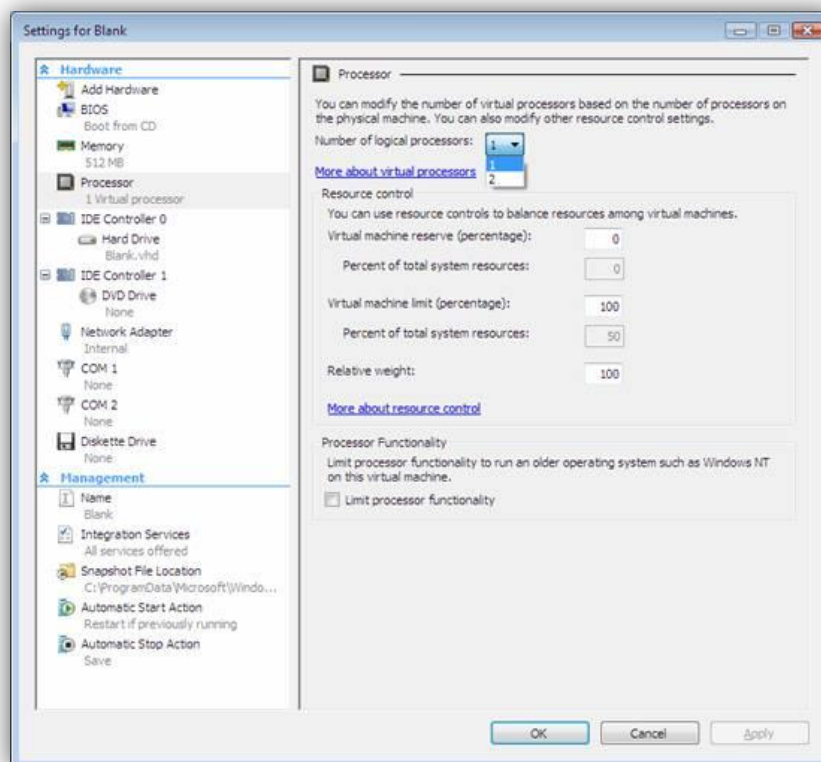 Settings for Blank
Hardware
Add Hardware
BIOS
Boot from CD
Memory
512 MB
Processor
1 Virtual processor
IDE Controller 0
Hard Drive
Blank.vhd
IDE Controller 1
DVD Drive
None
Network Adapter
Internal
COM 1
None
COM 2
None
Diskette Drive
None
Management
Name
Blank
Integration Services
All services offered
Snapshot File Location
C:\ProgramData\Microsoft\Windo...
Automatic Start Action
Restart if previously running
Automatic Stop Action
Save
Processor
You can modify the number of virtual processors based on the number of processors on
the physical machine. You can also modify other resource control settings.
Number of logical processors: 1
1
More about virtual processors
2
Resource control
You can use resource controls to balance resources among virtual machines.
Virtual machine reserve (percentage): 0
Percent of total system resources: 0
Virtual machine limit (percentage): 100
Percent of total system resources: 50
Relative weight: 100
More about resource control
Processor Functionality
Limit processor functionality to run an older operating system such as Windows NT
on this virtual machine.
Limit processor functionality
OK Cancel Apply